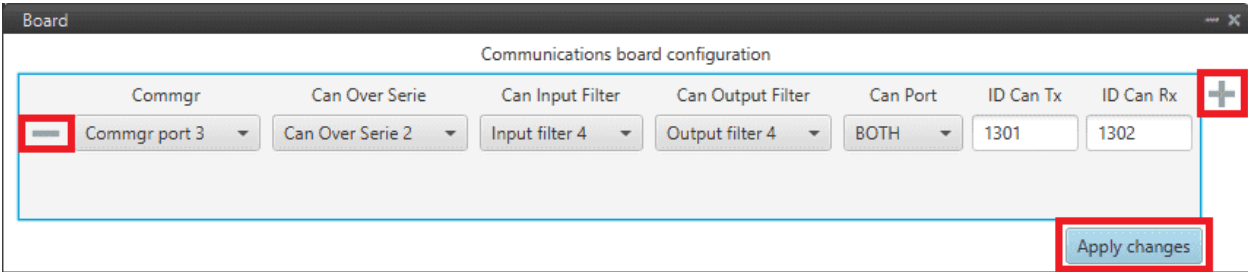 Board
Communications board configuration
Commgr Can Over Serie Can Input Filter Can Output Filter Can Port ID Can Tx ID Can Rx
Commgr port 3 Can Over Serie 2 Input filter 4 Output filter 4 BOTH 1301 1302
Apply changes